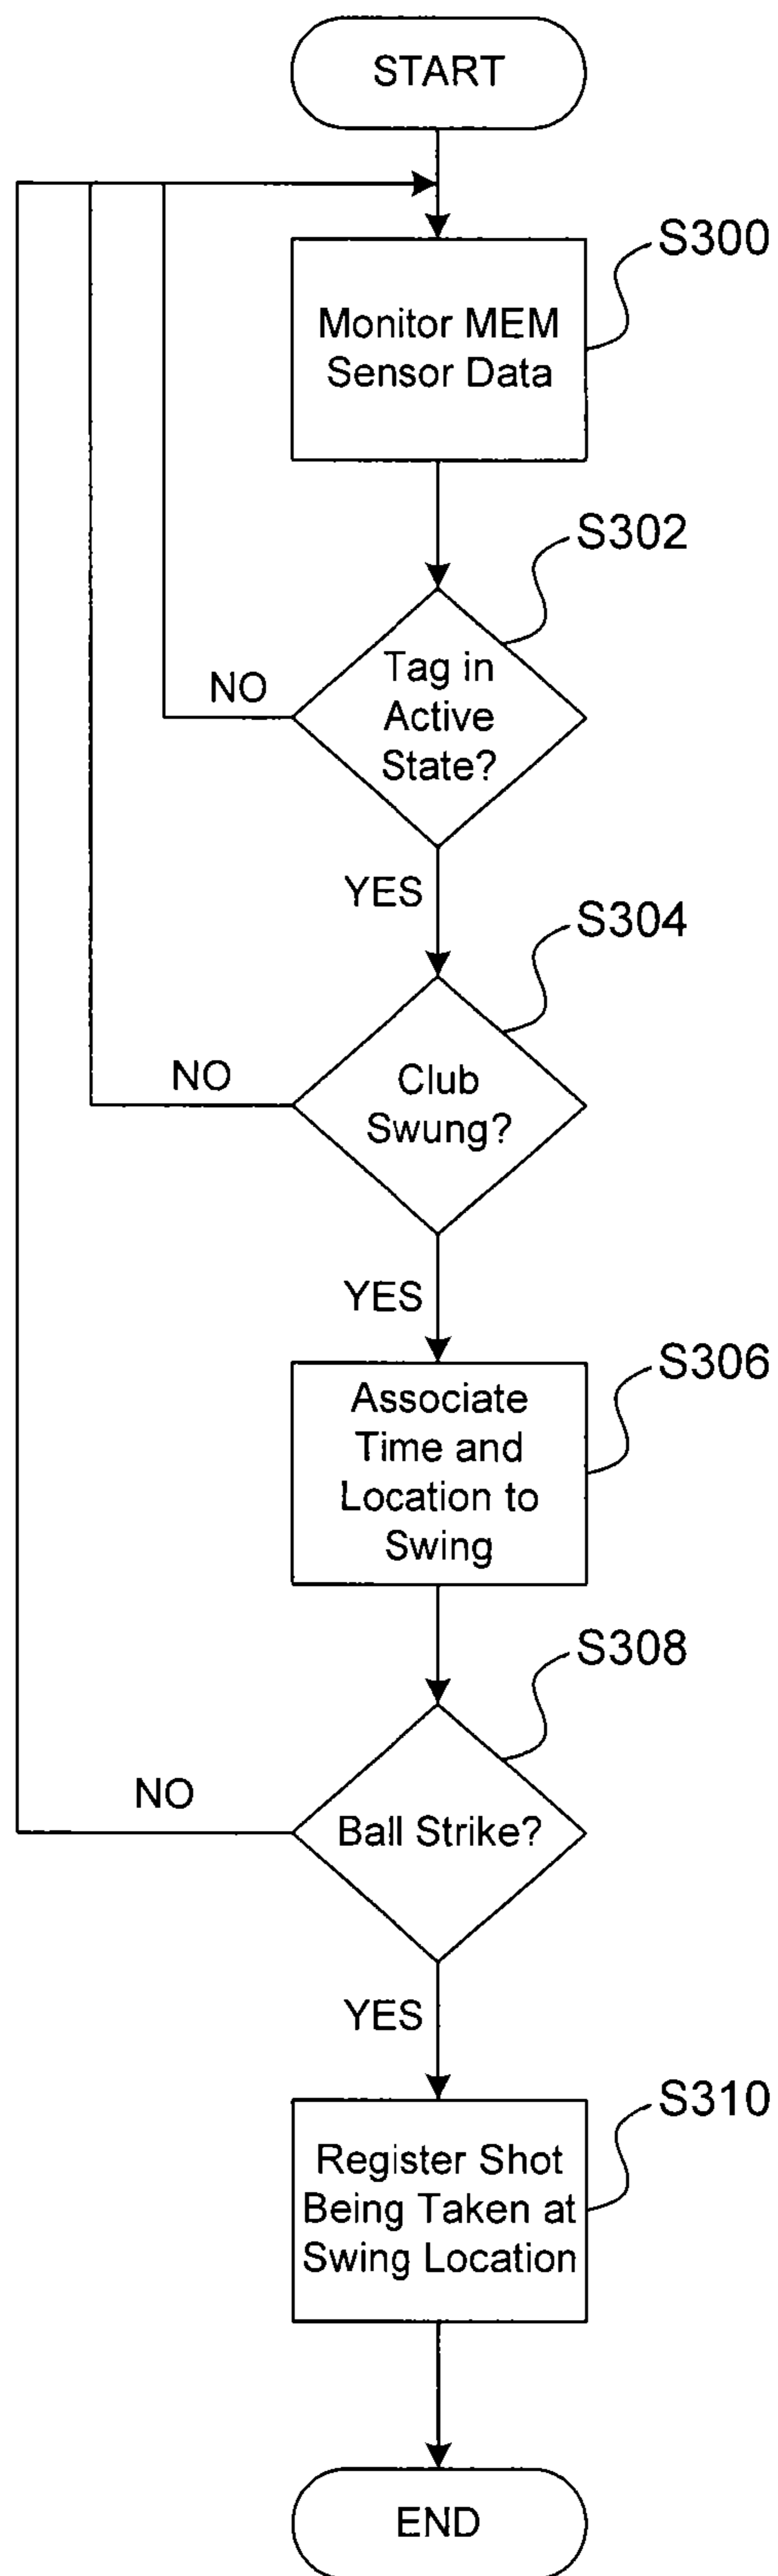 START
S300
Monitor MEM
Sensor Data
S302
Tag in
Active
State?
NO
YES
S304
Club
Swung?
NO
YES
S306
Associate
Time and
Location to
Swing
S308
Ball Strike?
NO
YES
S310
Register Shot
Being Taken at
Swing Location
END